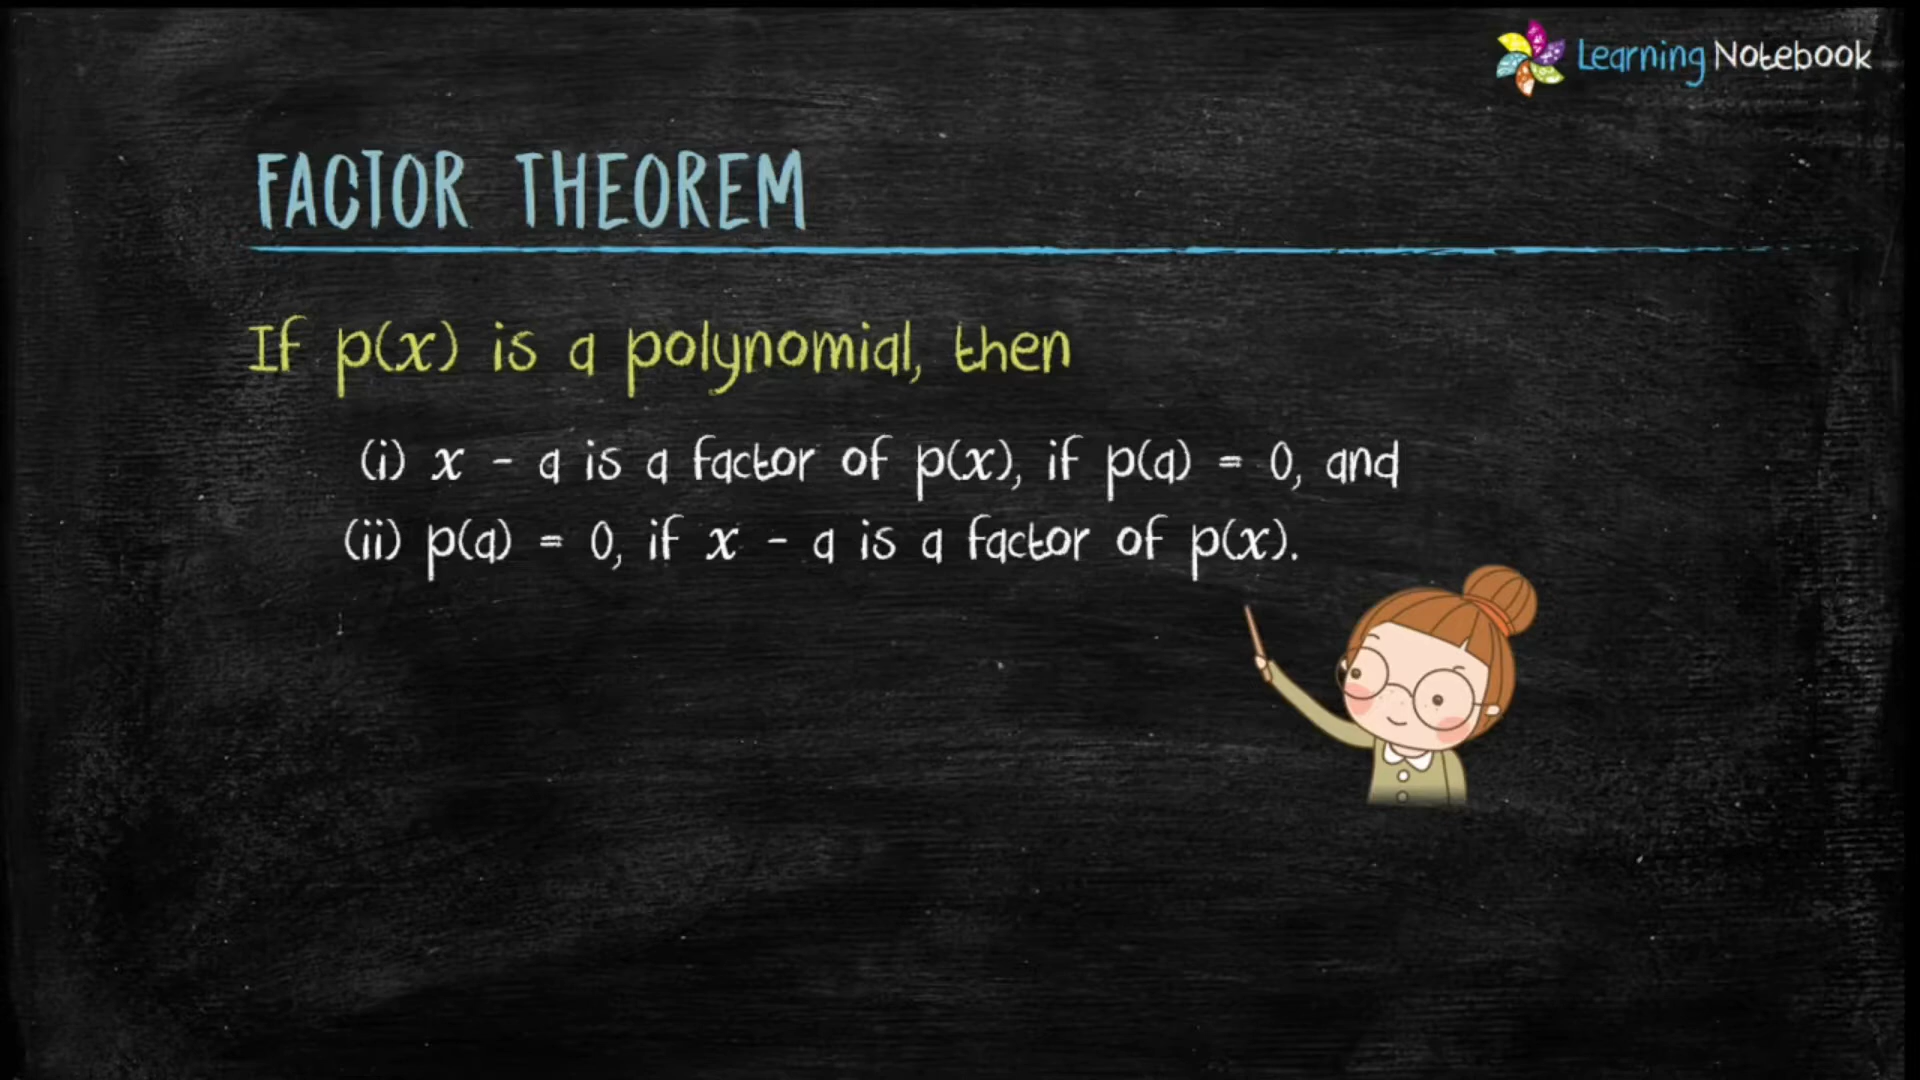 Learning Notebook
FACTOR THEOREM
If p(x) is a polynomial, then
(i) x - a is a factor of p(x), if p(a) = 0, and
(ii) p(a) = 0, if x - a is a factor of p(x).